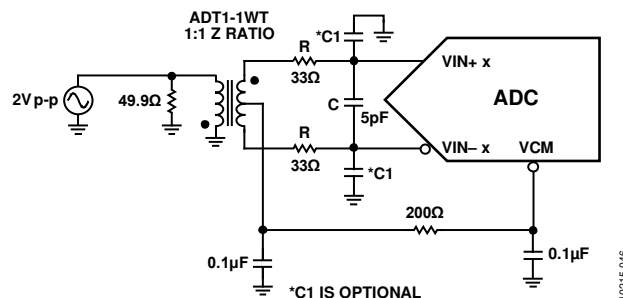 ADT1-1WT
1:1 Z RATIO
*C1
R
33Ω
VIN+ x
2V p-p
49.9Ω
C
5pF
ADC
R
33Ω
*C1
VIN– x
VCM
200Ω
0.1µF
0.1µF
*C1 IS OPTIONAL